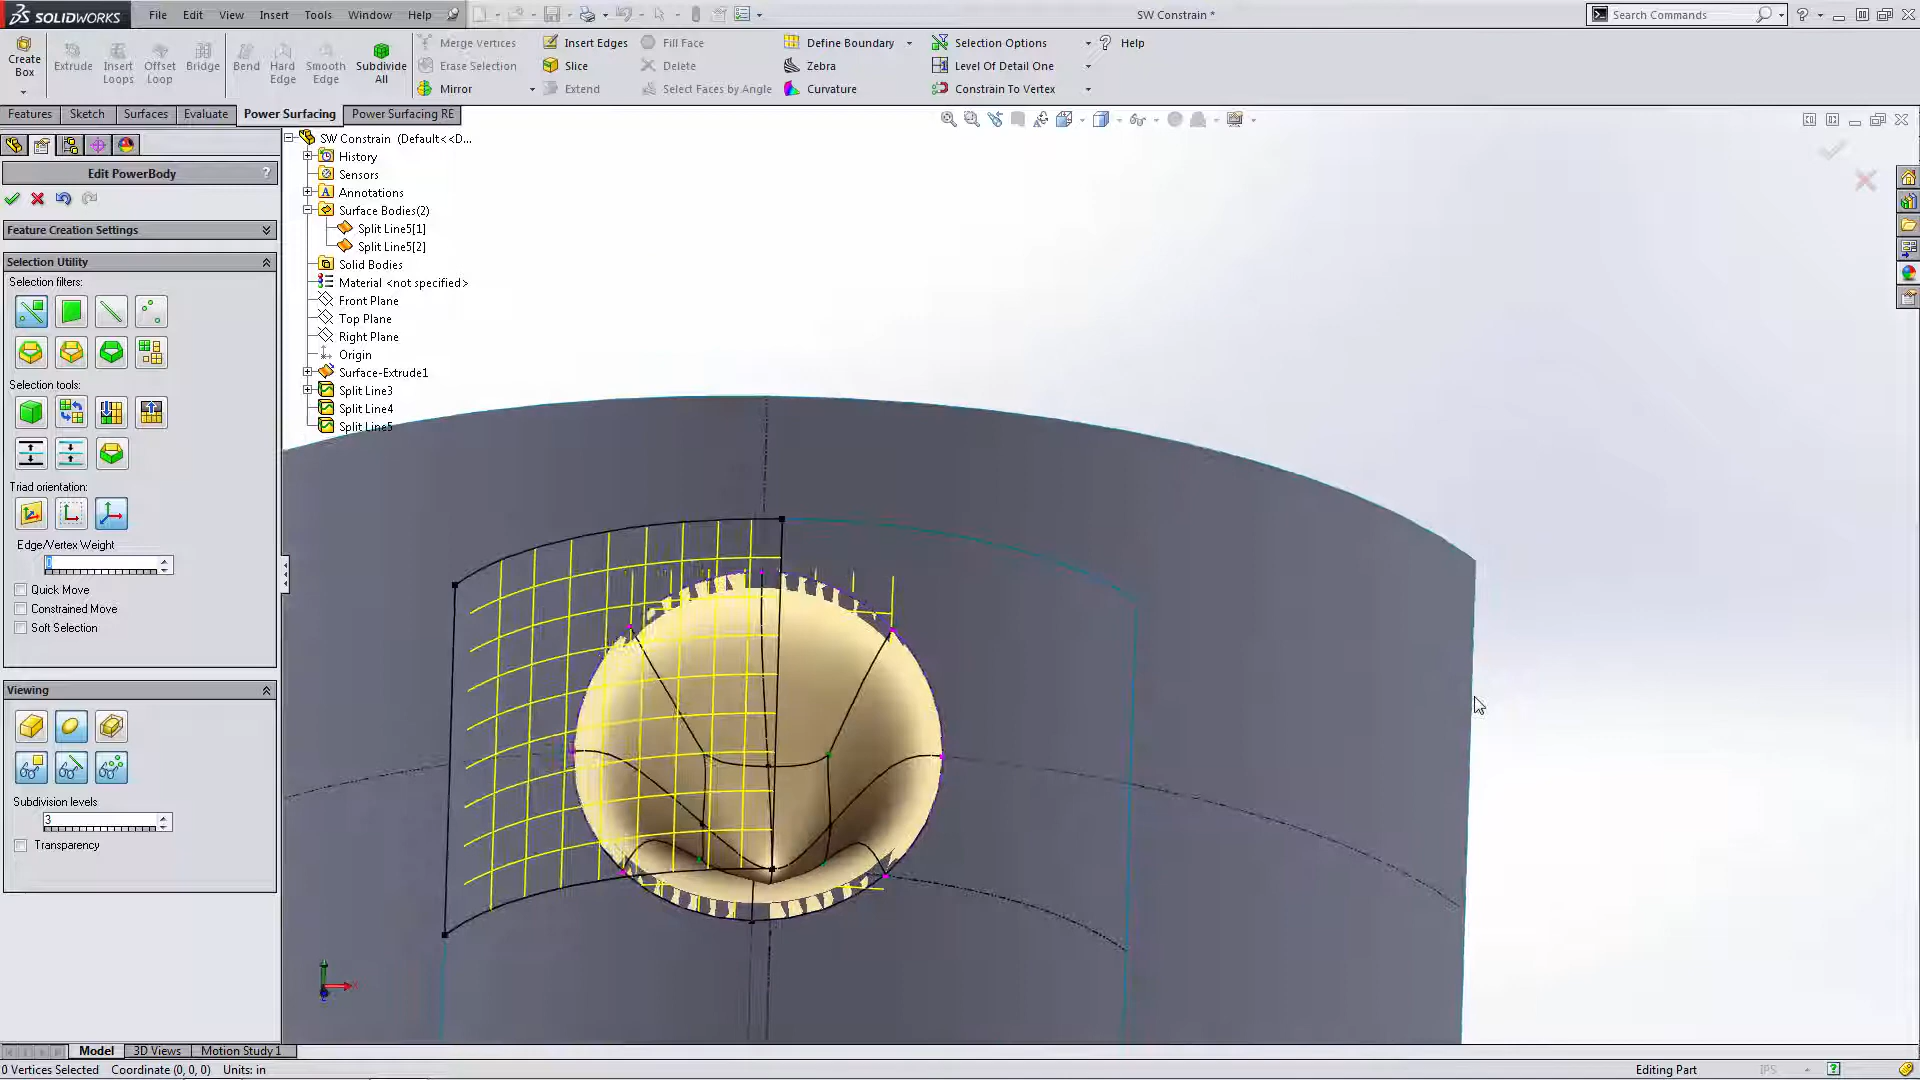 SOLIDWORKS File Edit View Insert Tools Window Help SW Constrain * Search Commands
Create Box Extrude Insert Loops Offset Loop Bridge Bend Hard Edge Smooth Edge Subdivide All
Merge Vertices Insert Edges Fill Face Define Boundary Selection Options Help
Erase Selection Slice Delete Zebra Level Of Detail One
Mirror Extend Select Faces by Angle Curvature Constrain To Vertex
Features Sketch Surfaces Evaluate Power Surfacing Power Surfacing RE
SW Constrain (Default<<D...
History
Sensors
Annotations
Surface Bodies(2)
Split Line5[1]
Split Line5[2]
Solid Bodies
Material <not specified>
Front Plane
Top Plane
Right Plane
Origin
Surface-Extrude1
Split Line3
Split Line4
Split Line5
Edit PowerBody ?
Feature Creation Settings
Selection Utility
Selection filters:
Selection tools:
Triad orientation:
Edge/Vertex Weight
0
Quick Move
Constrained Move
Soft Selection
Viewing
Subdivision levels
3
Transparency
Model 3D Views Motion Study 1
0 Vertices Selected Coordinate (0, 0, 0) Units: in Editing Part IPS